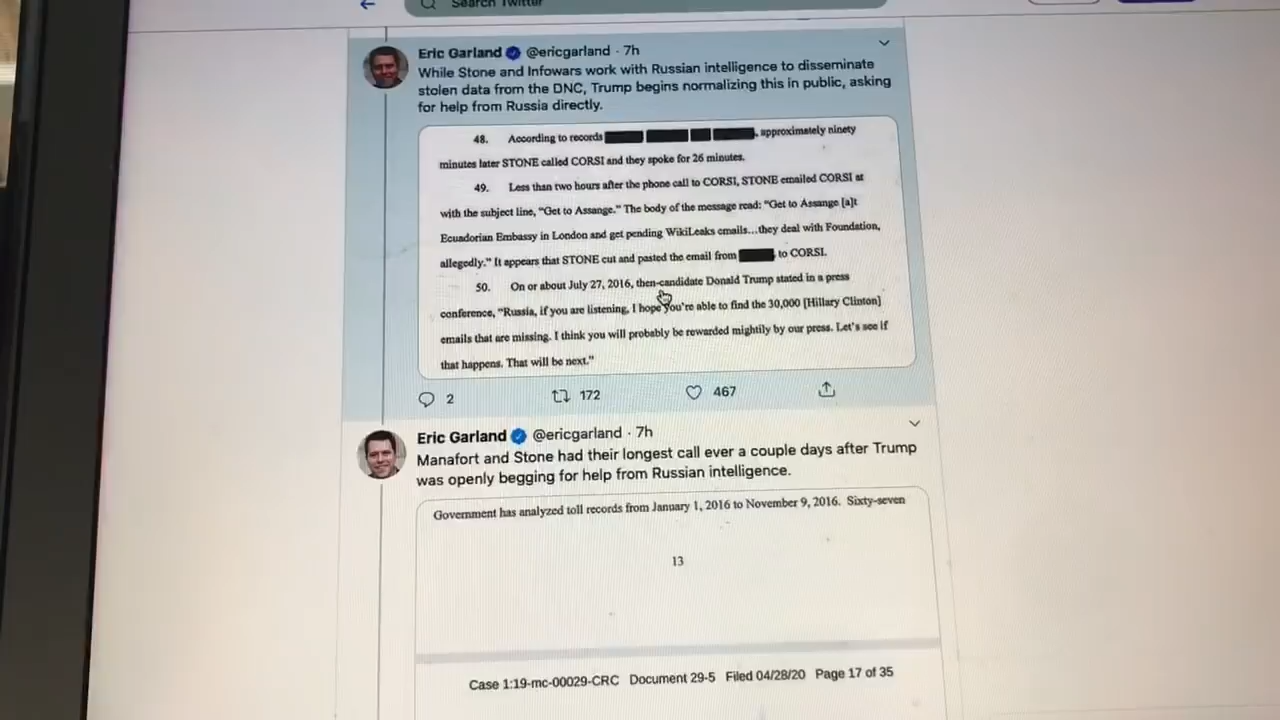 Search Twitter
Eric Garland @ericgarland · 7h
While Stone and Infowars work with Russian intelligence to disseminate
stolen data from the DNC, Trump begins normalizing this in public, asking
for help from Russia directly.
48. According to records , approximately ninety
minutes later STONE called CORSI and they spoke for 26 minutes.
49. Less than two hours after the phone call to CORSI, STONE emailed CORSI at
with the subject line, “Get to Assange.” The body of the message read: “Get to Assange [a]t
Ecuadorian Embassy in London and get pending WikiLeaks emails...they deal with Foundation,
allegedly.” It appears that STONE cut and pasted the email from , to CORSI.
50. On or about July 27, 2016, then-candidate Donald Trump stated in a press
conference, “Russia, if you are listening, I hope you’re able to find the 30,000 [Hillary Clinton]
emails that are missing. I think you will probably be rewarded mightily by our press. Let’s see if
that happens. That will be next.”
2 172 467
Eric Garland @ericgarland · 7h
Manafort and Stone had their longest call ever a couple days after Trump
was openly begging for help from Russian intelligence.
Government has analyzed toll records from January 1, 2016 to November 9, 2016. Sixty-seven
13
Case 1:19-mc-00029-CRC Document 29-5 Filed 04/28/20 Page 17 of 35